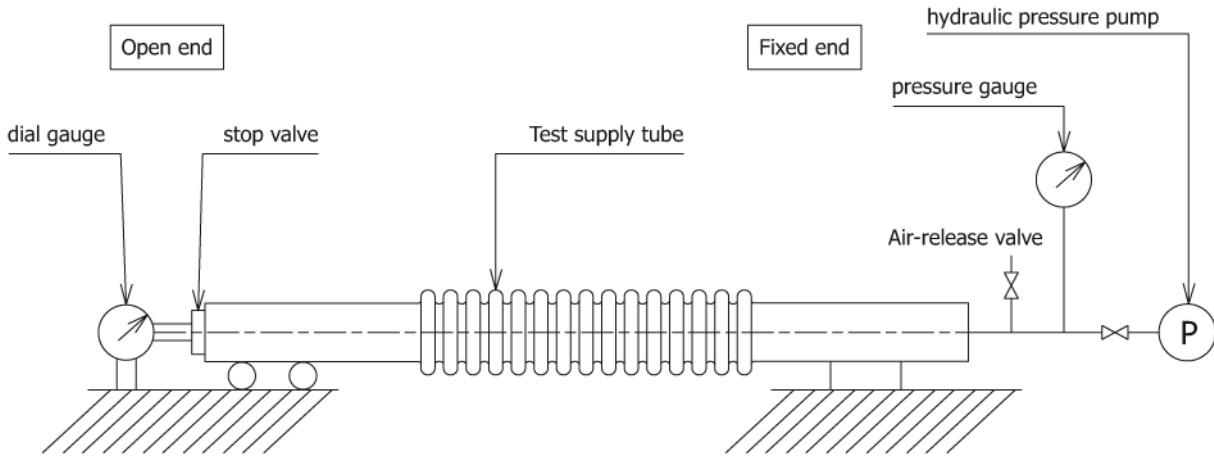 hydraulic pressure pump
Open end
Fixed end
pressure gauge
dial gauge
stop valve
Test supply tube
Air-release valve
P